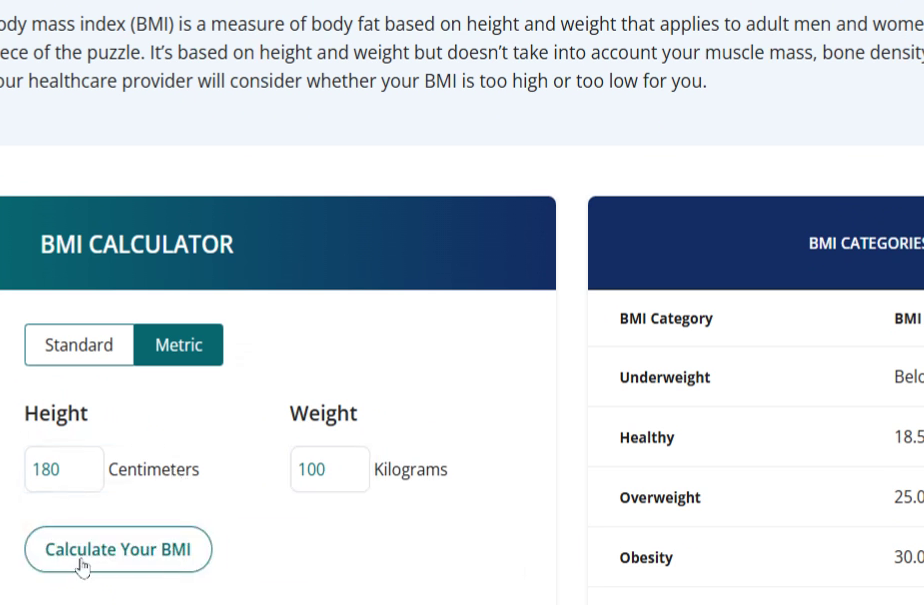 ody mass index (BMI) is a measure of body fat based on height and weight that applies to adult men and wome
ece of the puzzle. It’s based on height and weight but doesn’t take into account your muscle mass, bone density
our healthcare provider will consider whether your BMI is too high or too low for you.
BMI CALCULATOR
Standard Metric
Height Weight
180 Centimeters 100 Kilograms
Calculate Your BMI
BMI CATEGORIES
BMI Category BMI
Underweight Belo
Healthy 18.5
Overweight 25.0
Obesity 30.0